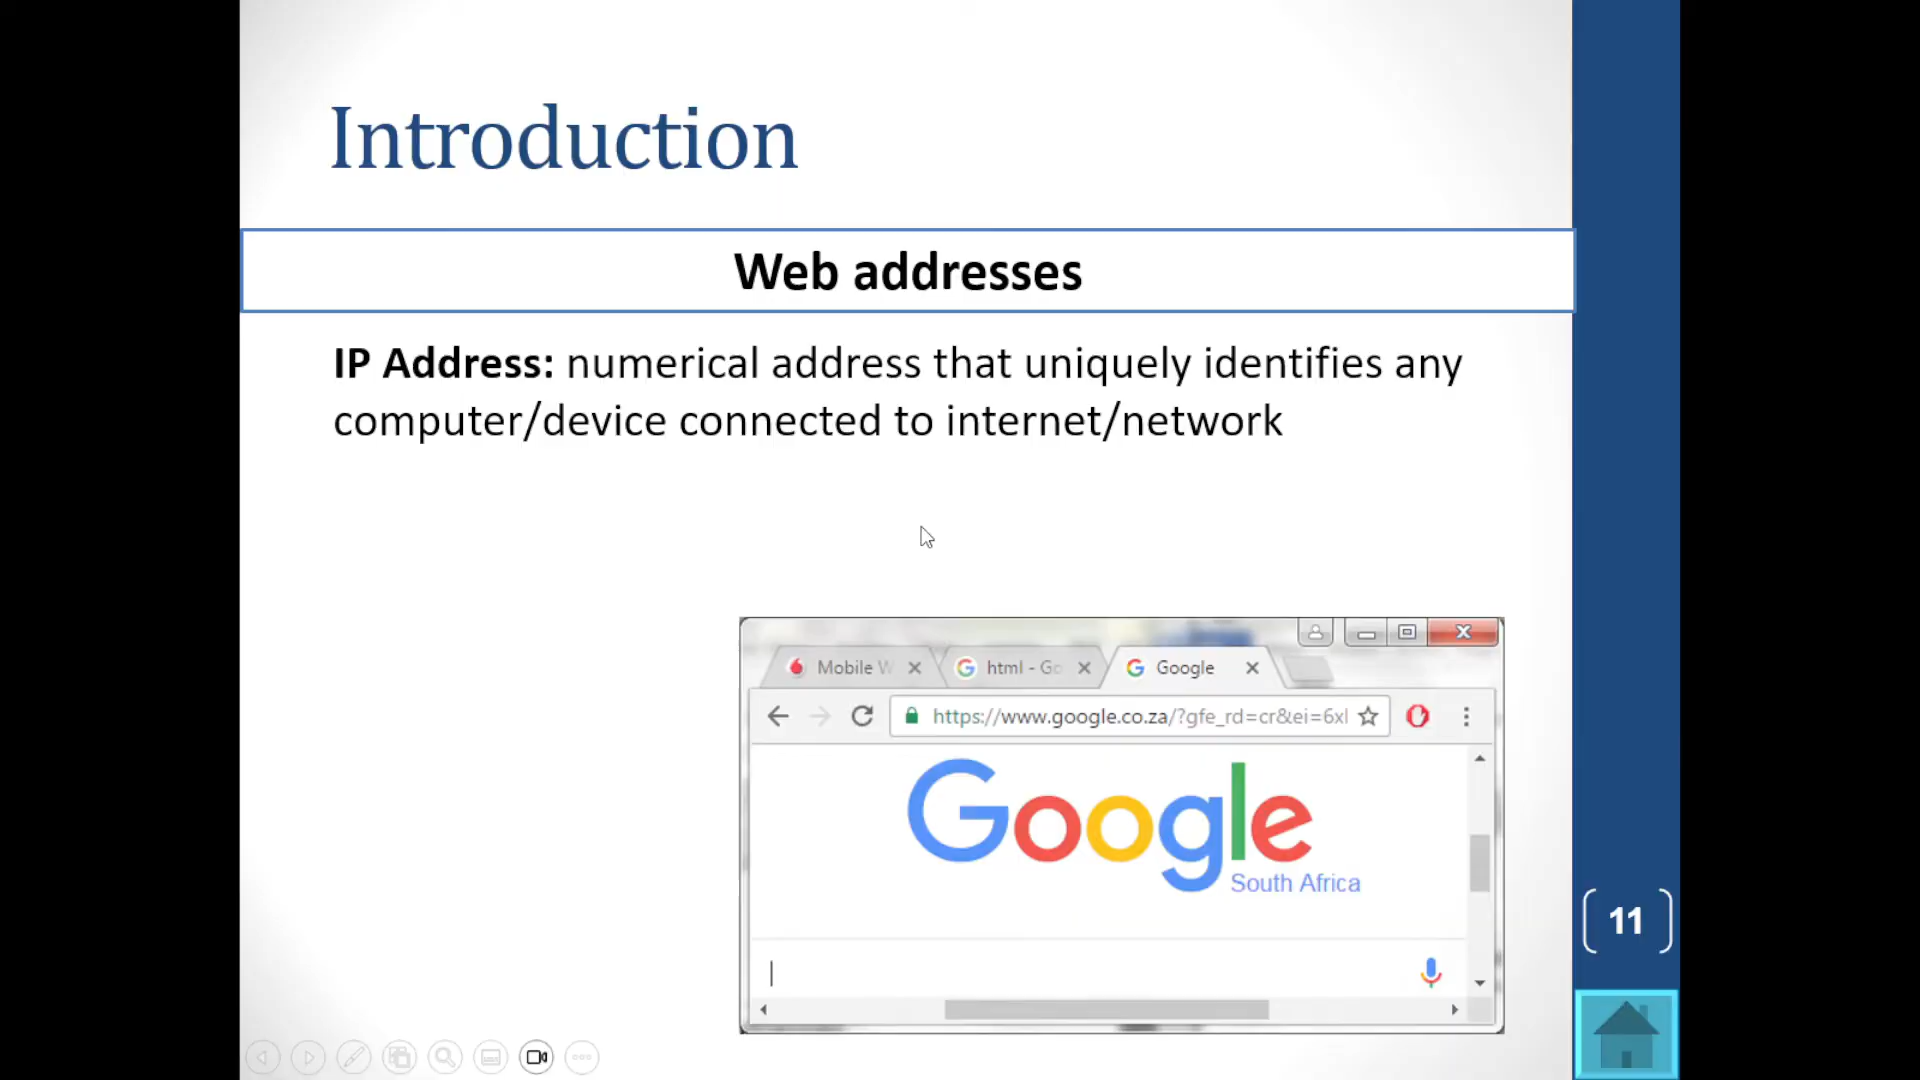 Introduction
Web addresses
IP Address: numerical address that uniquely identifies any
computer/device connected to internet/network
Mobile W
html - Go
Google
https://www.google.co.za/?gfe_rd=cr&ei=6xl
Google
South Africa
11